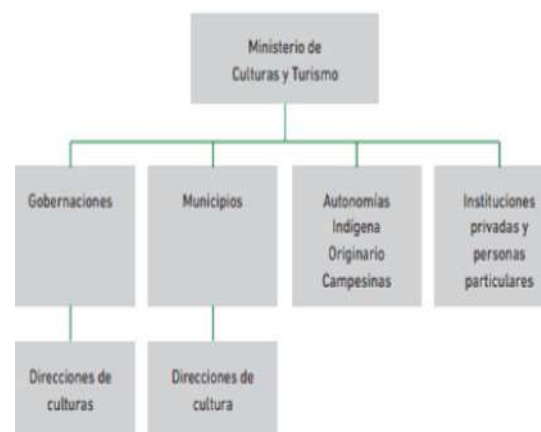 Ministerio de
Culturas y Turismo
Gobernaciones
Municipios
Autonomías
Indígena
Originario
Campesinas
Instituciones
privadas y
personas
particulares
Direcciones de
culturas
Direcciones de
cultura